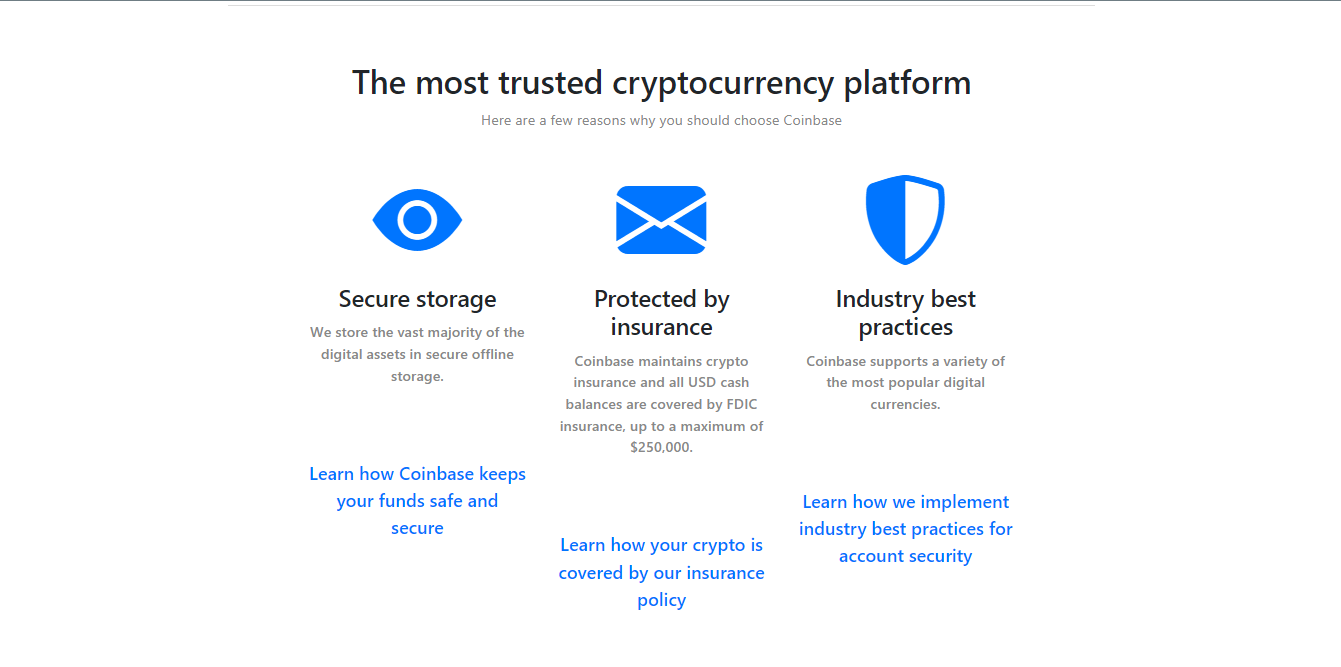 The most trusted cryptocurrency platform
Here are a few reasons why you should choose Coinbase
Secure storage
We store the vast majority of the
digital assets in secure offline
storage.
Learn how Coinbase keeps
your funds safe and
secure
Protected by
insurance
Coinbase maintains crypto
insurance and all USD cash
balances are covered by FDIC
insurance, up to a maximum of
$250,000.
Learn how your crypto is
covered by our insurance
policy
Industry best
practices
Coinbase supports a variety of
the most popular digital
currencies.
Learn how we implement
industry best practices for
account security